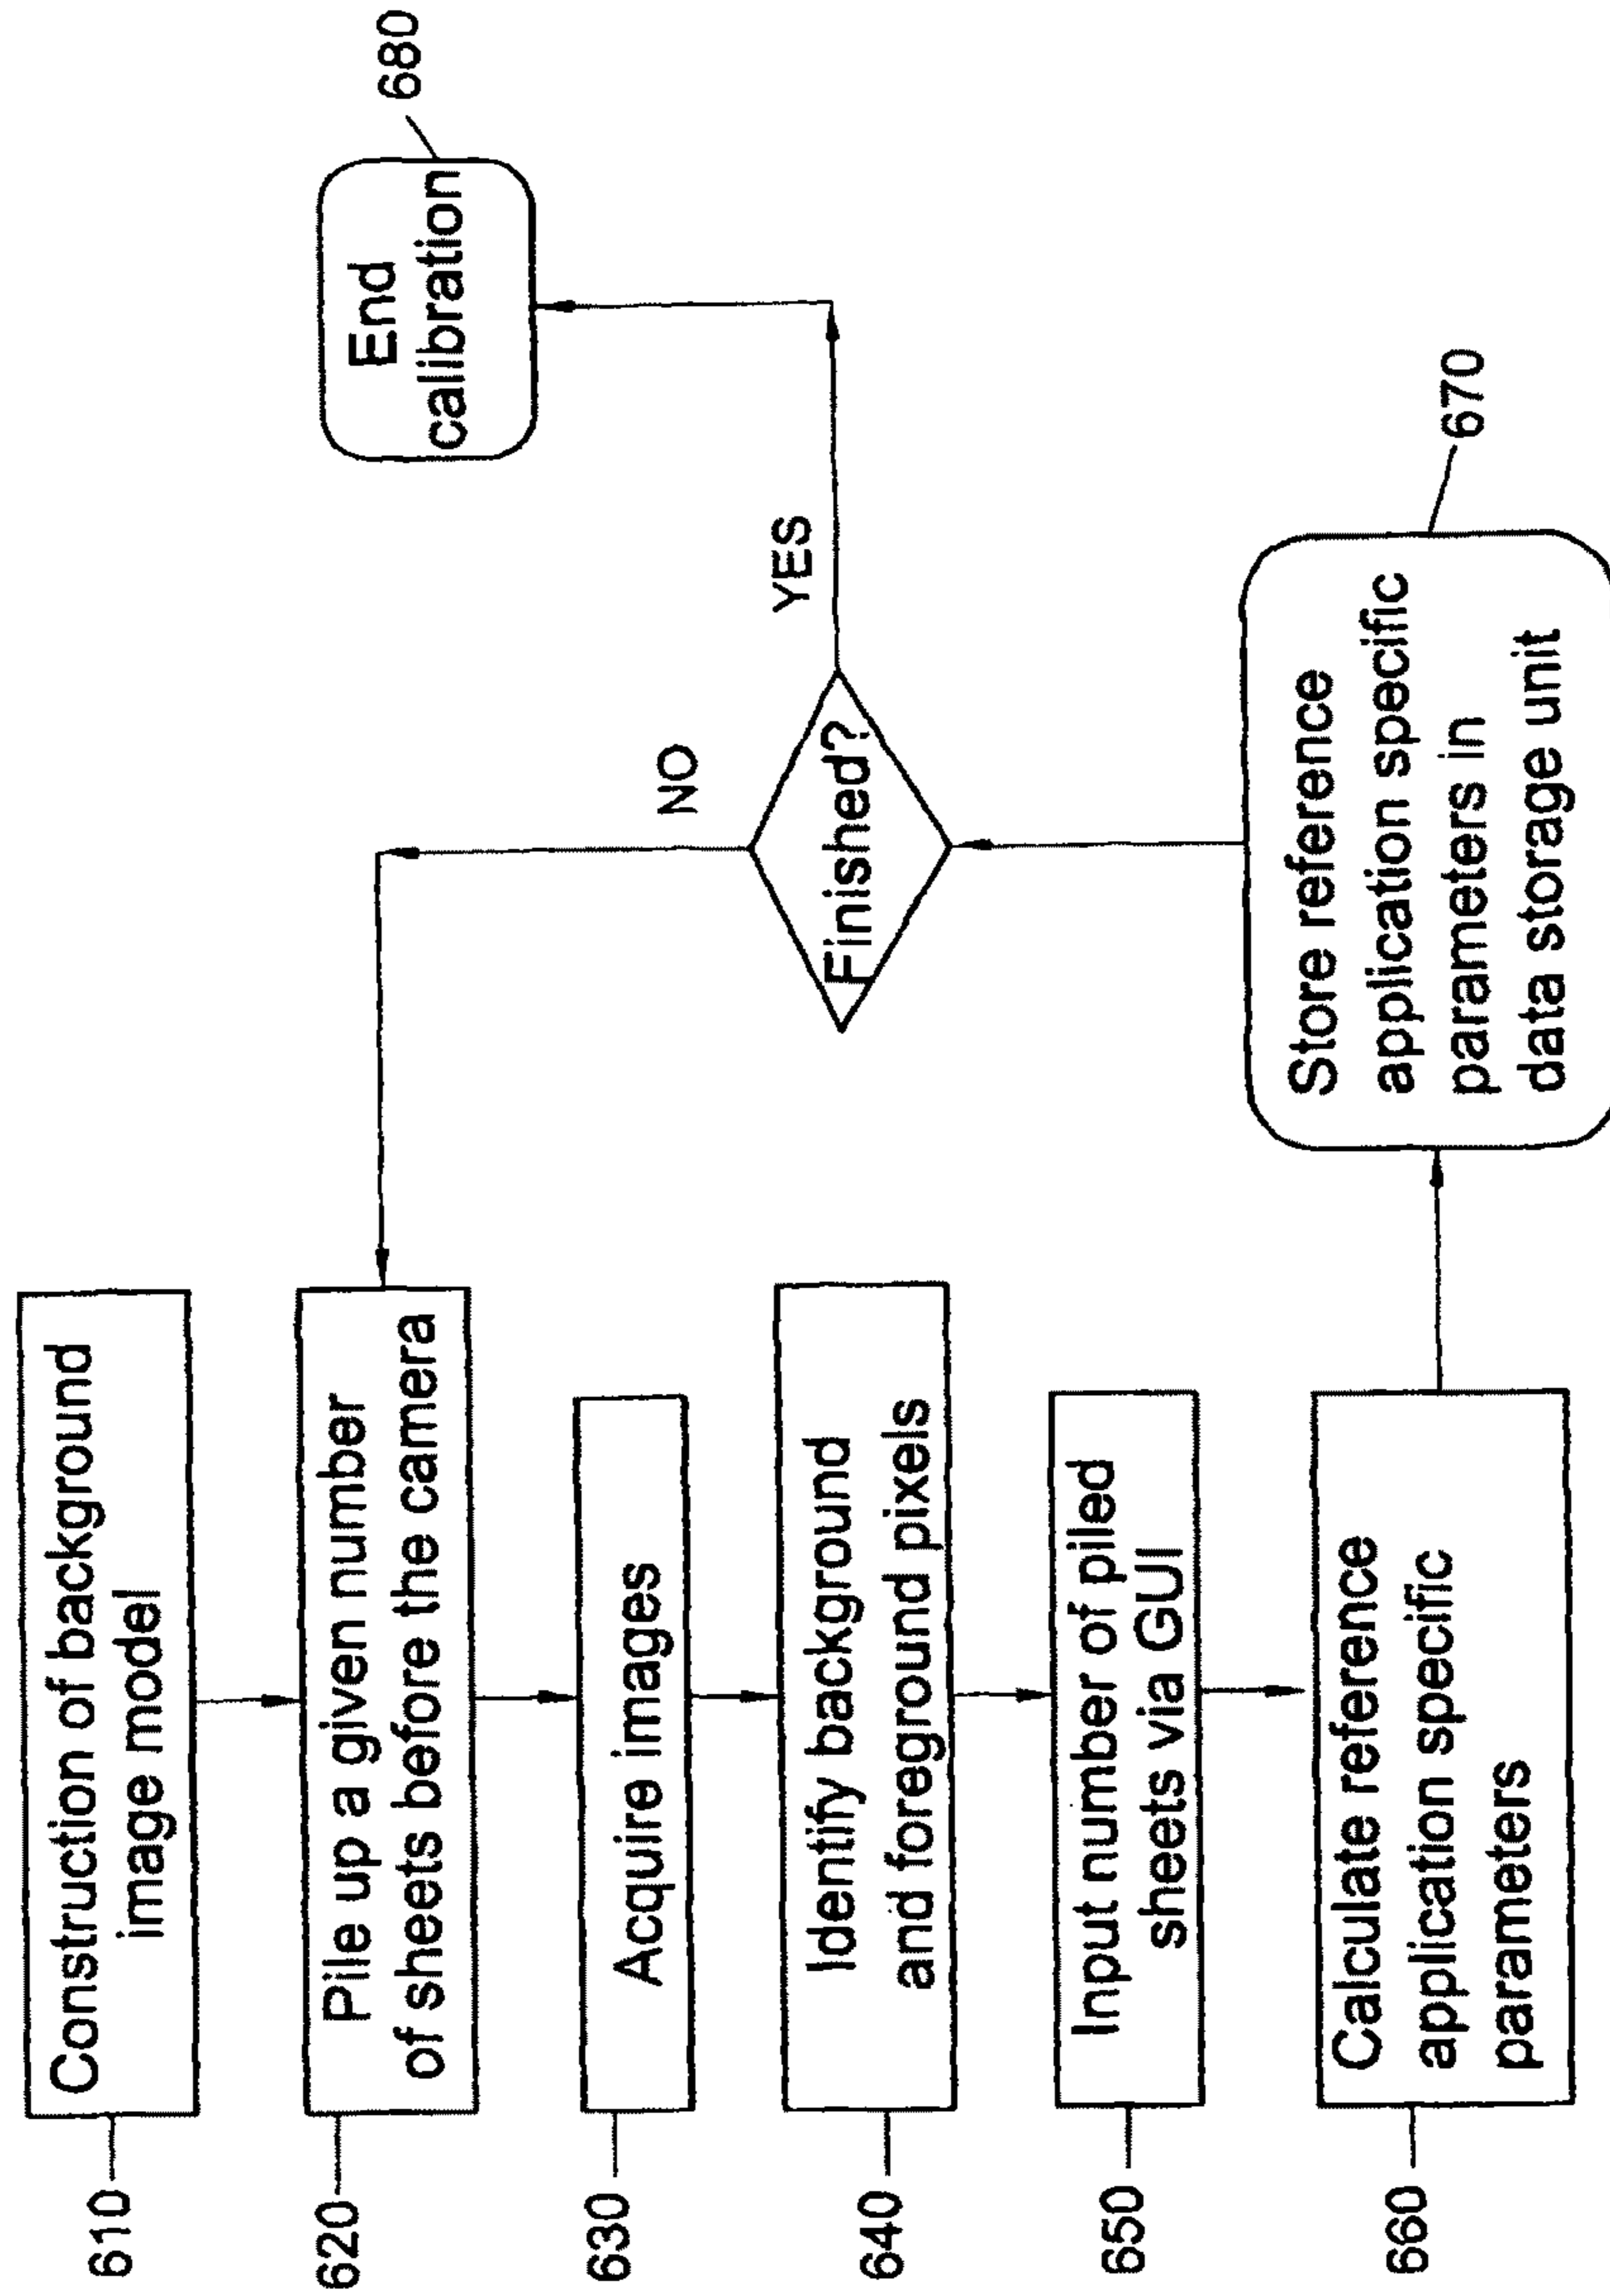 610
Construction of background
image model
620
Pile up a given number
of sheets before the camera
630
Acquire images
640
Identify background
and foreground pixels
650
Input number of piled
sheets via GUI
660
Calculate reference
application specific
parameters
Store reference
application specific
parameters in
data storage unit
670
Finished?
NO
YES
End
calibration
680